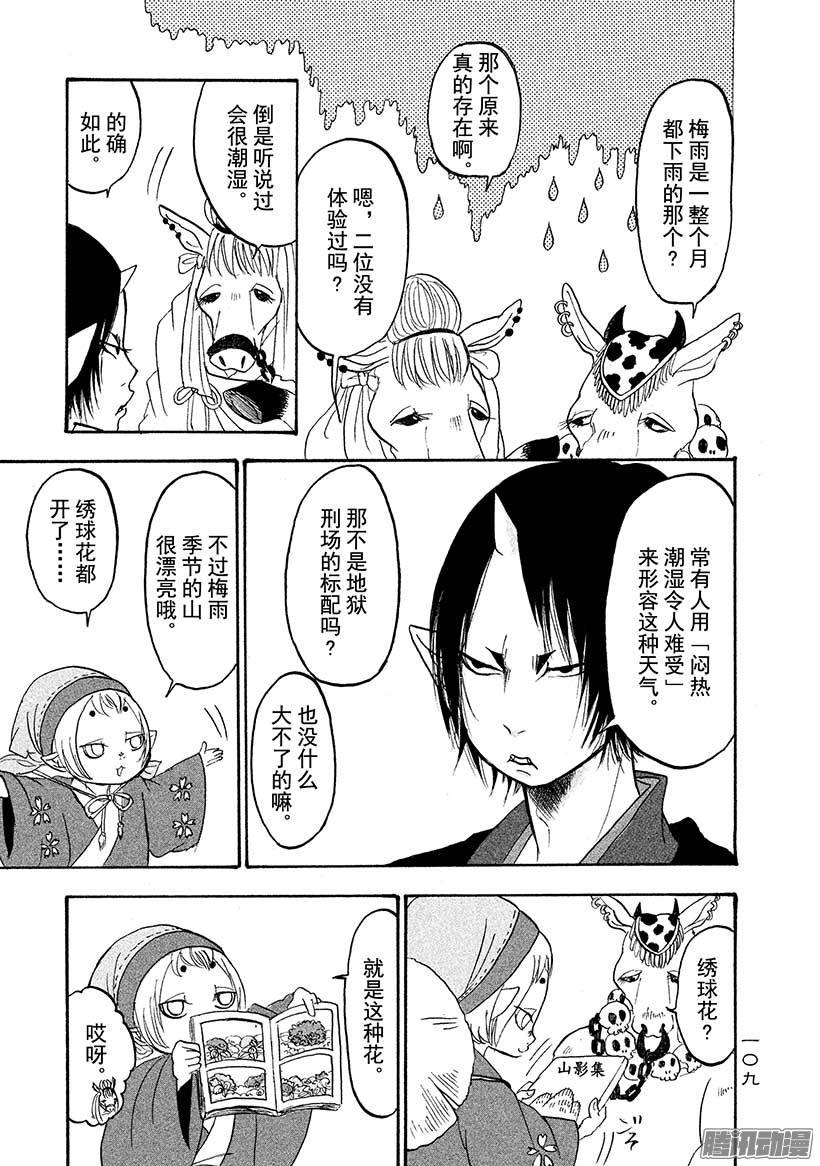 梅雨是一整个月
都下雨的那个？
那个原来
真的存在啊。
嗯，二位没有
体验过吗？
倒是听说过
会很潮湿。
的确
如此。
常有人用「闷热
潮湿令人难受」
来形容这种天气。
那不是地狱
刑场的标配吗？
也没什么
大不了的嘛。
不过梅雨
季节的山
很漂亮哦。
绣球花都
开了……
绣球花？
山影集
就是这种花。
哎呀。
一〇九
腾讯动漫